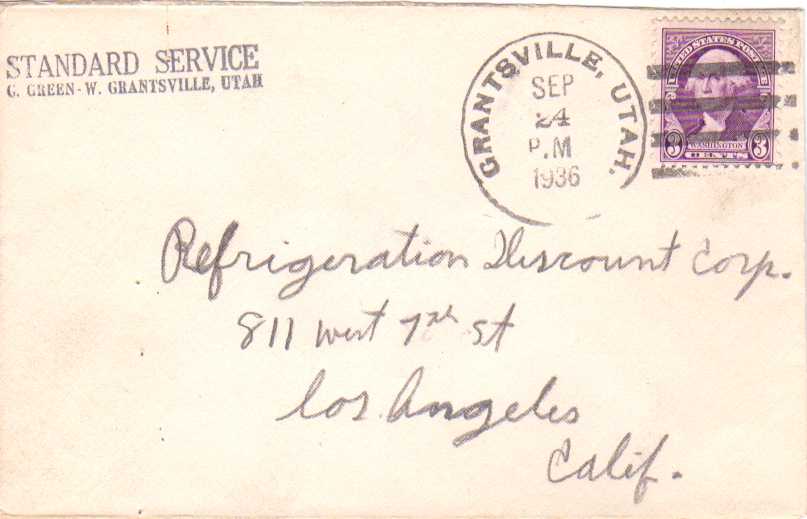 STANDARD SERVICE
G. GREEN - W. GRANTSVILLE, UTAH
GRANTSVILLE, UTAH.
SEP
24
P.M
1936
UNITED STATES POSTAGE
3 WASHINGTON 3
CENTS
Refrigeration Discount Corp.
811 West 7th St
Los Angeles
Calif.